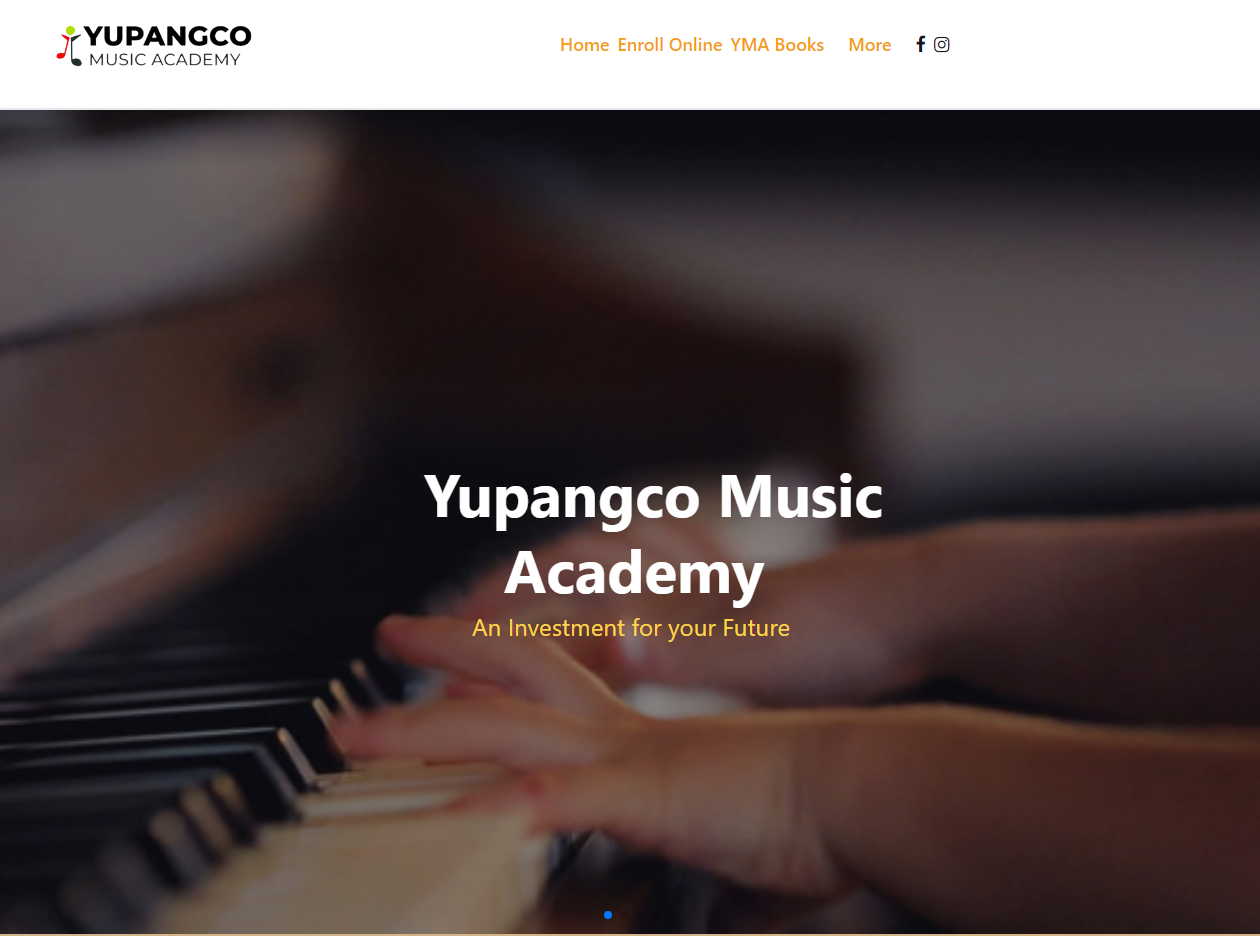 YUPANGCO
MUSIC ACADEMY
Home Enroll Online YMA Books More
Yupangco Music
Academy
An Investment for your Future